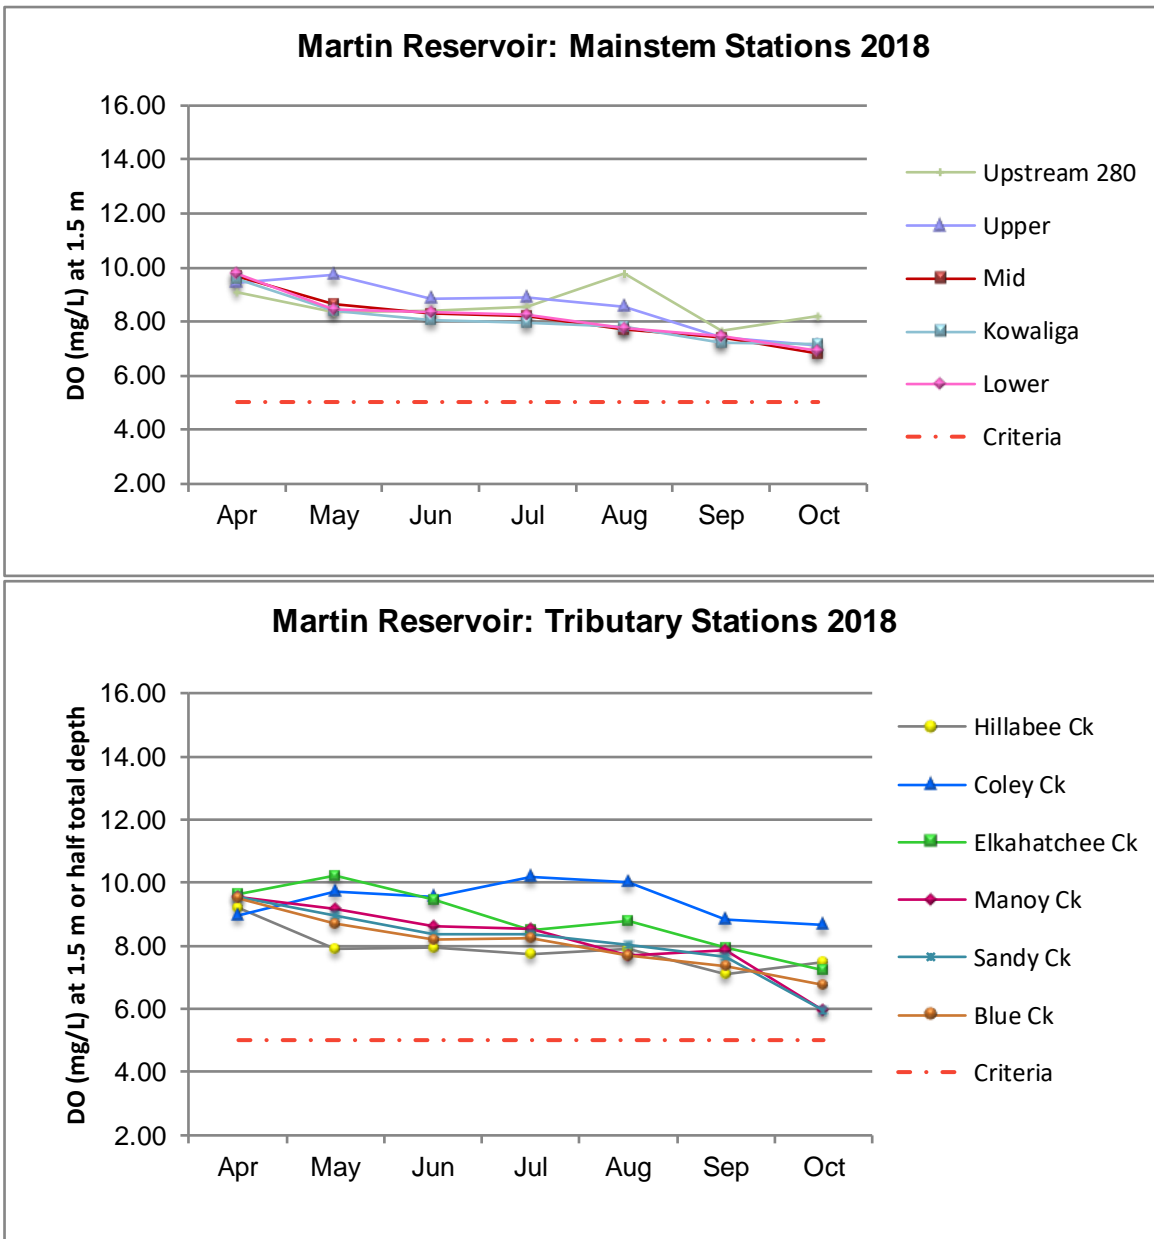 Martin Reservoir: Mainstem Stations 2018
DO (mg/L) at 1.5 m
16.00
14.00
12.00
10.00
8.00
6.00
4.00
2.00
Apr May Jun Jul Aug Sep Oct
Upstream 280
Upper
Mid
Kowaliga
Lower
Criteria
Martin Reservoir: Tributary Stations 2018
DO (mg/L) at 1.5 m or half total depth
16.00
14.00
12.00
10.00
8.00
6.00
4.00
2.00
Apr May Jun Jul Aug Sep Oct
Hillabee Ck
Coley Ck
Elkahatchee Ck
Manoy Ck
Sandy Ck
Blue Ck
Criteria